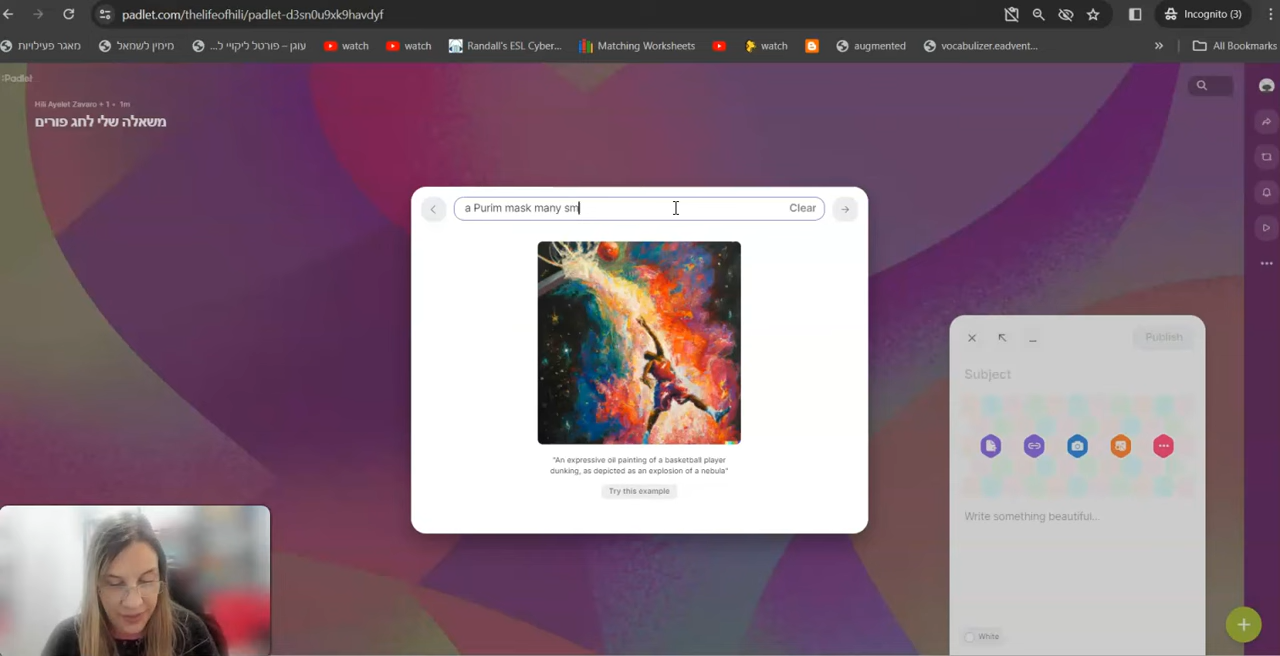 padlet.com/thelifeofhili/padlet-d3sn0u9xk9havdyf
Incognito (3)
מאגר פעילויות
מימין לשמאל
עוגן – פורטל ליקויי ל...
watch
watch
Randall's ESL Cyber...
Matching Worksheets
watch
augmented
vocabulizer.eadvent...
»
All Bookmarks
:Padlet
Hili Ayelet Zavaro + 1 • 1m
משאלה שלי לחג פורים
a Purim mask many sm
Clear
"An expressive oil painting of a basketball player
dunking, as depicted as an explosion of a nebula"
Try this example
Publish
Subject
Write something beautiful...
White